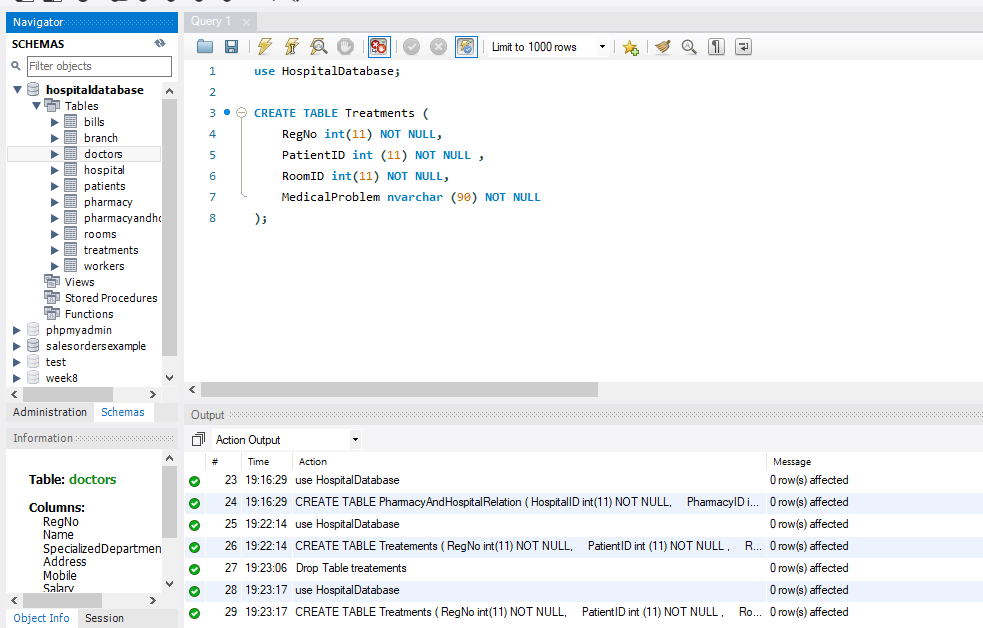 Navigator
SCHEMAS
Filter objects
hospitaldatabase
Tables
bills
branch
doctors
hospital
patients
pharmacy
pharmacyandho
rooms
treatments
workers
Views
Stored Procedures
Functions
phpmyadmin
salesordersexample
test
week8
Administration Schemas
Information
Table: doctors
Columns:
RegNo
Name
SpecializedDepartmen
Address
Mobile
Salary
Object Info Session
Query 1
Limit to 1000 rows
1 use HospitalDatabase;
2
3 CREATE TABLE Treatments (
4 RegNo int(11) NOT NULL,
5 PatientID int (11) NOT NULL ,
6 RoomID int(11) NOT NULL,
7 MedicalProblem nvarchar (90) NOT NULL
8 );
Output
Action Output
# Time Action Message
23 19:16:29 use HospitalDatabase 0 row(s) affected
24 19:16:29 CREATE TABLE PharmacyAndHospitalRelation ( HospitalID int(11) NOT NULL, PharmacyID i... 0 row(s) affected
25 19:22:14 use HospitalDatabase 0 row(s) affected
26 19:22:14 CREATE TABLE Treatements ( RegNo int(11) NOT NULL, PatientID int (11) NOT NULL , R... 0 row(s) affected
27 19:23:06 Drop Table treatements 0 row(s) affected
28 19:23:17 use HospitalDatabase 0 row(s) affected
29 19:23:17 CREATE TABLE Treatments ( RegNo int(11) NOT NULL, PatientID int (11) NOT NULL , Ro... 0 row(s) affected